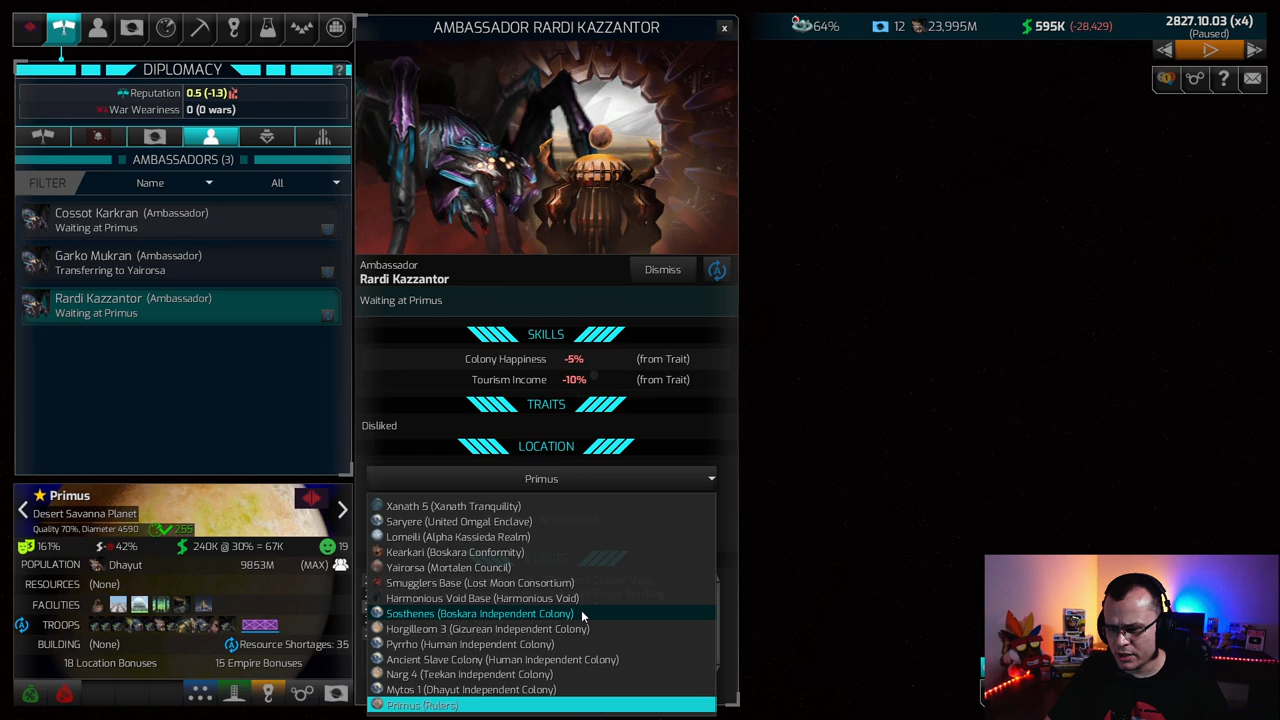 AMBASSADOR RARDI KAZZANTOR
x
64%
12
23,995M
$ 595K (-28,429)
2827.10.03 (x4)
(Paused)
DIPLOMACY
?
Reputation 0.5 (-1.3)
War Weariness 0 (0 wars)
AMBASSADORS (3)
FILTER Name All
Cossot Karkran (Ambassador)
Waiting at Primus
Garko Mukran (Ambassador)
Transferring to Yairorsa
Rardi Kazzantor (Ambassador)
Waiting at Primus
Ambassador
Rardi Kazzantor
Dismiss
Waiting at Primus
SKILLS
Colony Happiness -5% (from Trait)
Tourism Income -10% (from Trait)
TRAITS
Disliked
LOCATION
Primus
Xanath 5 (Xanath Tranquility)
Saryere (United Omgal Enclave)
Lomeili (Alpha Kassieda Realm)
Kearkari (Boskara Conformity)
Yairorsa (Mortalen Council)
Smugglers Base (Lost Moon Consortium)
Harmonious Void Base (Harmonious Void)
Sosthenes (Boskara Independent Colony)
Horgilleom 3 (Gizurean Independent Colony)
Pyrrho (Human Independent Colony)
Ancient Slave Colony (Human Independent Colony)
Narg 4 (Teekan Independent Colony)
Mytos 1 (Dhayut Independent Colony)
Primus (Rulers)
Primus
Desert Savanna Planet
Quality 70%, Diameter 4590 255
161% 42% $ 240K @ 30% = 67K 19
POPULATION Dhayut 9853M (MAX)
RESOURCES (None)
FACILITIES
TROOPS
BUILDING (None) Resource Shortages: 35
18 Location Bonuses 15 Empire Bonuses